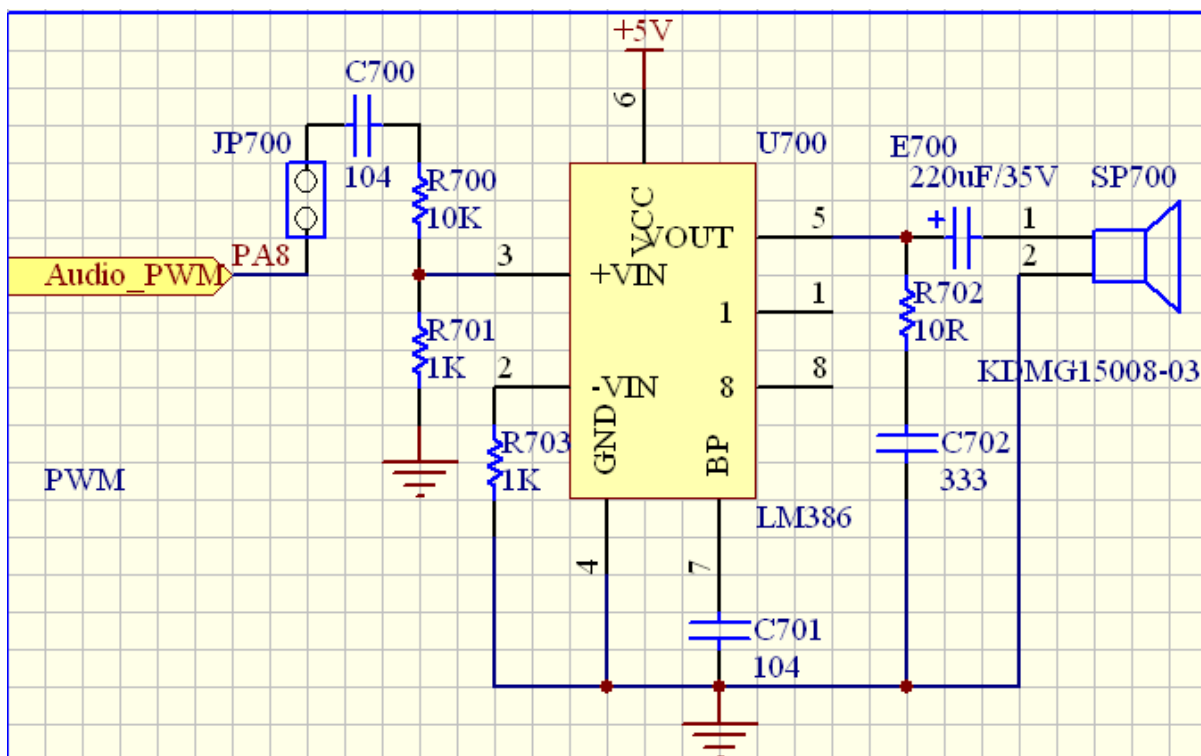 +5V
C700
6
JP700
U700
E700
104
R700
10K
220uF/35V
SP700
VCC
VOUT
5
1
2
PA8
Audio_PWM
3
+VIN
1
1
R702
10R
R701
1K
2
-VIN
8
8
KDMG15008-03
GND
BP
R703
1K
C702
333
PWM
LM386
4
7
C701
104
+